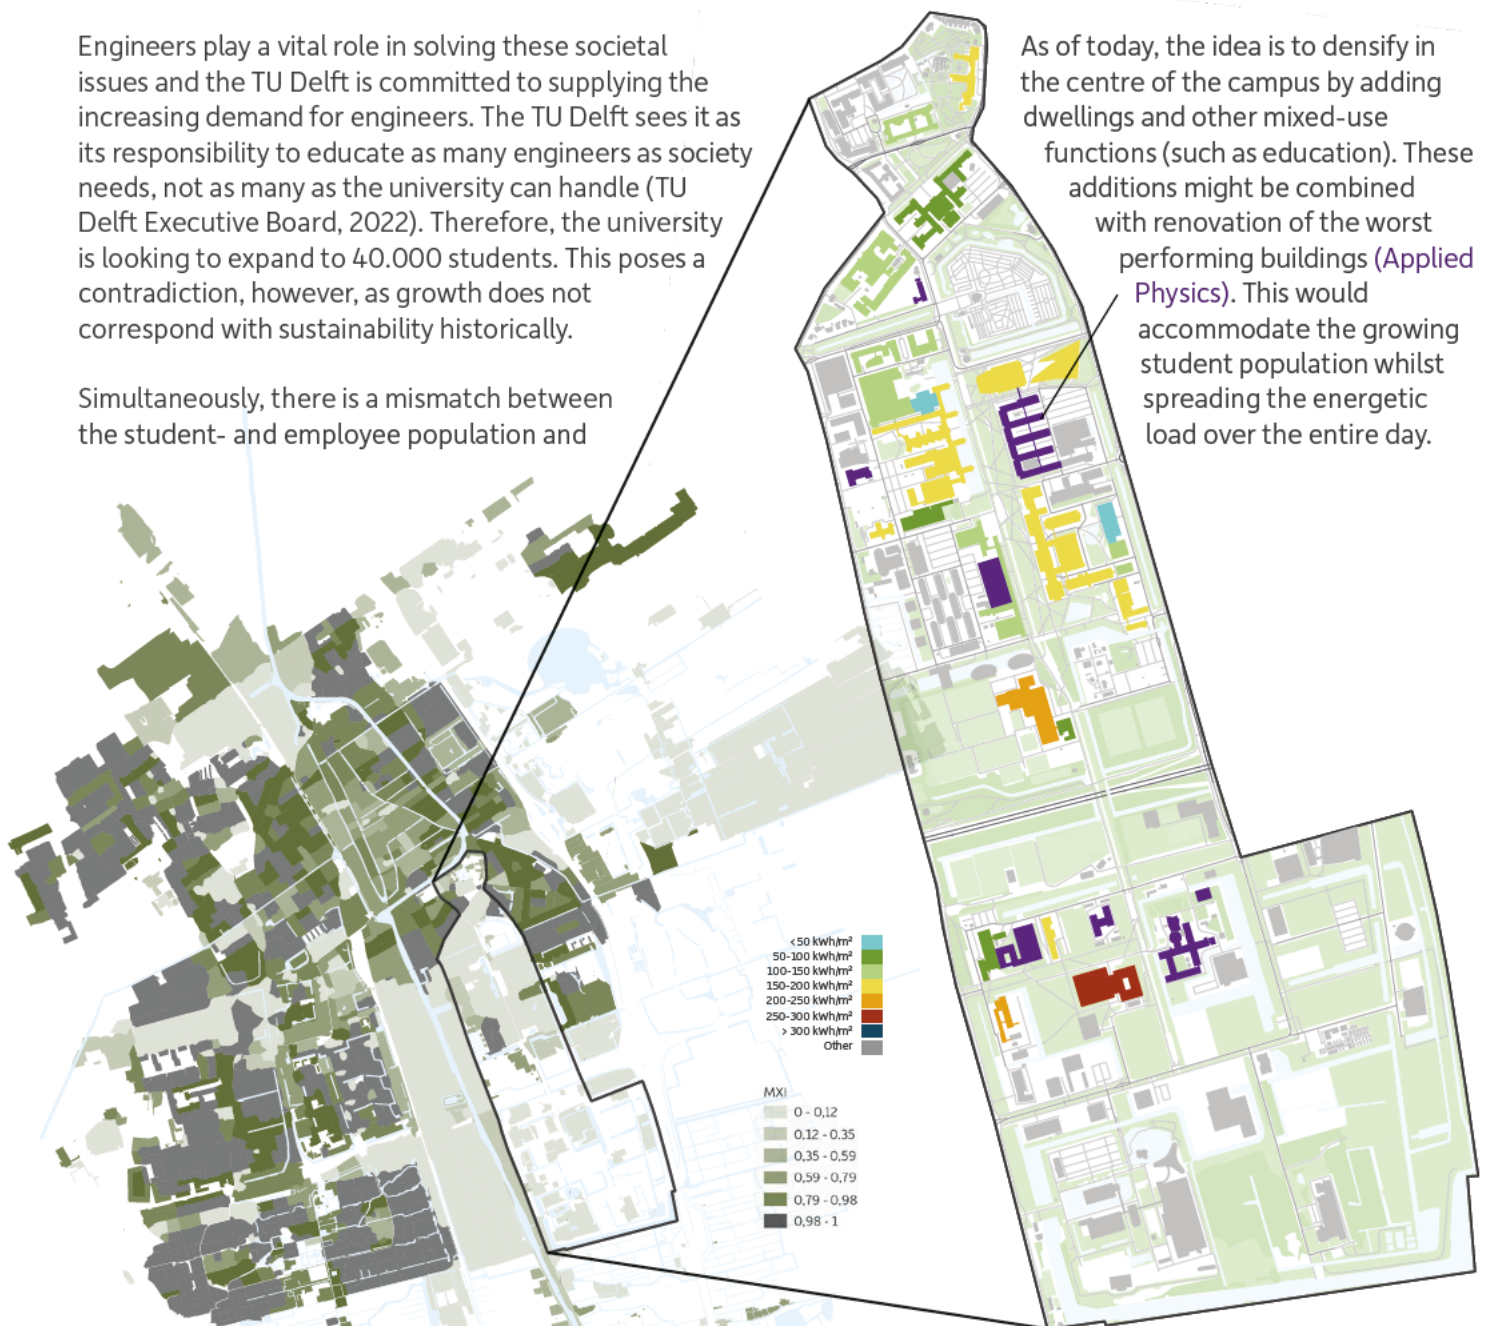 Engineers play a vital role in solving these societal
issues and the TU Delft is committed to supplying the
increasing demand for engineers. The TU Delft sees it as
its responsibility to educate as many engineers as society
needs, not as many as the university can handle (TU
Delft Executive Board, 2022). Therefore, the university
is looking to expand to 40.000 students. This poses a
contradiction, however, as growth does not
correspond with sustainability historically.
Simultaneously, there is a mismatch between
the student- and employee population and
As of today, the idea is to densify in
the centre of the campus by adding
dwellings and other mixed-use
functions (such as education). These
additions might be combined
with renovation of the worst
performing buildings (Applied
Physics). This would
accommodate the growing
student population whilst
spreading the energetic
load over the entire day.
<50 kWh/m²
50-100 kWh/m²
100-150 kWh/m²
150-200 kWh/m²
200-250 kWh/m²
250-300 kWh/m²
> 300 kWh/m²
Other
MXI
0 - 0,12
0,12 - 0,35
0,35 - 0,59
0,59 - 0,79
0,79 - 0,98
0,98 - 1